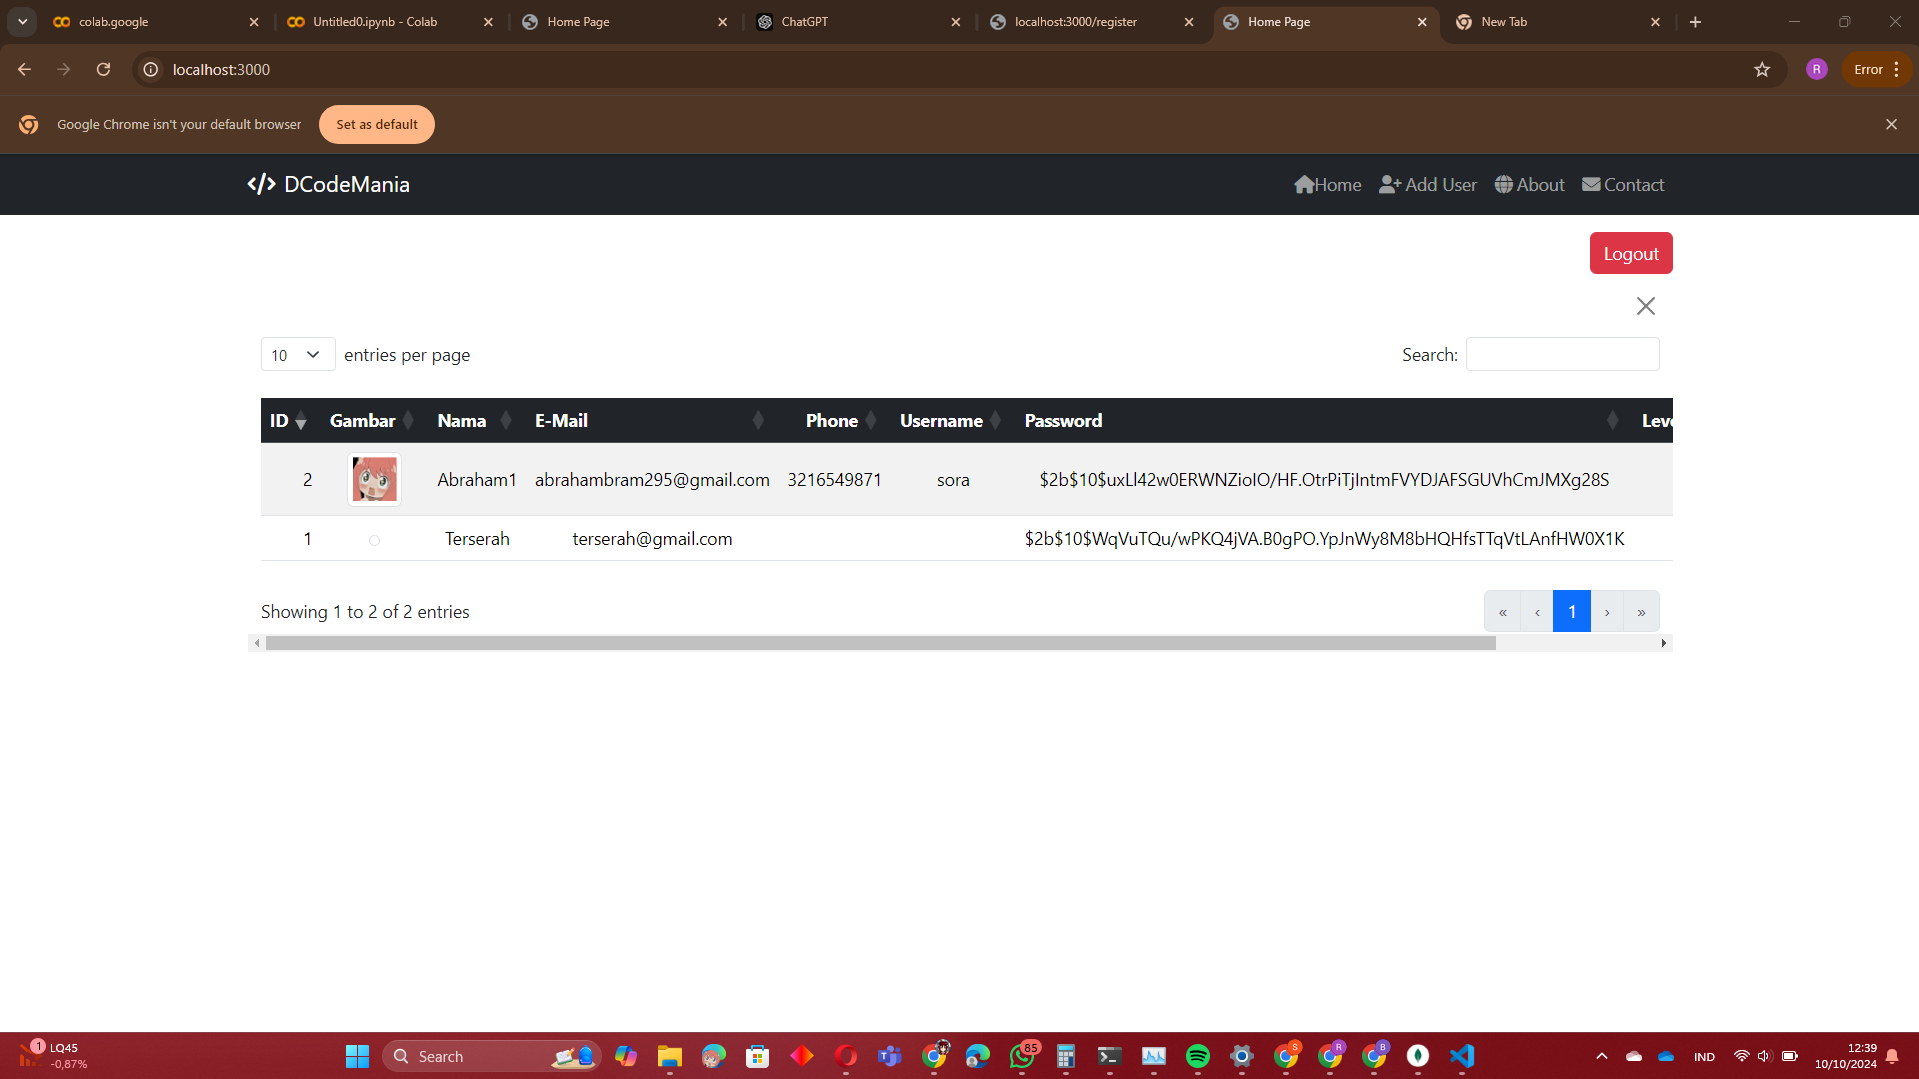 colab.google
Untitled0.ipynb - Colab
Home Page
ChatGPT
localhost:3000/register
Home Page
New Tab
localhost:3000
R
Error
Google Chrome isn't your default browser
Set as default
</> DCodeMania
Home
Add User
About
Contact
Logout
10 entries per page
Search:
ID Gambar Nama E-Mail Phone Username Password Leve
2 Abraham1 abrahambram295@gmail.com 3216549871 sora $2b$10$uxLl42w0ERWNZioIO/HF.OtrPiTjIntmFVYDJAFSGUVhCmJMXg28S
1 Terserah terserah@gmail.com $2b$10$WqVuTQu/wPKQ4jVA.B0gPO.YpJnWy8M8bHQHfsTTqVtLAnfHW0X1K
Showing 1 to 2 of 2 entries
« ‹ 1 › »
1
LQ45
-0,87%
Search
85
S
R
B
IND
12:39
10/10/2024